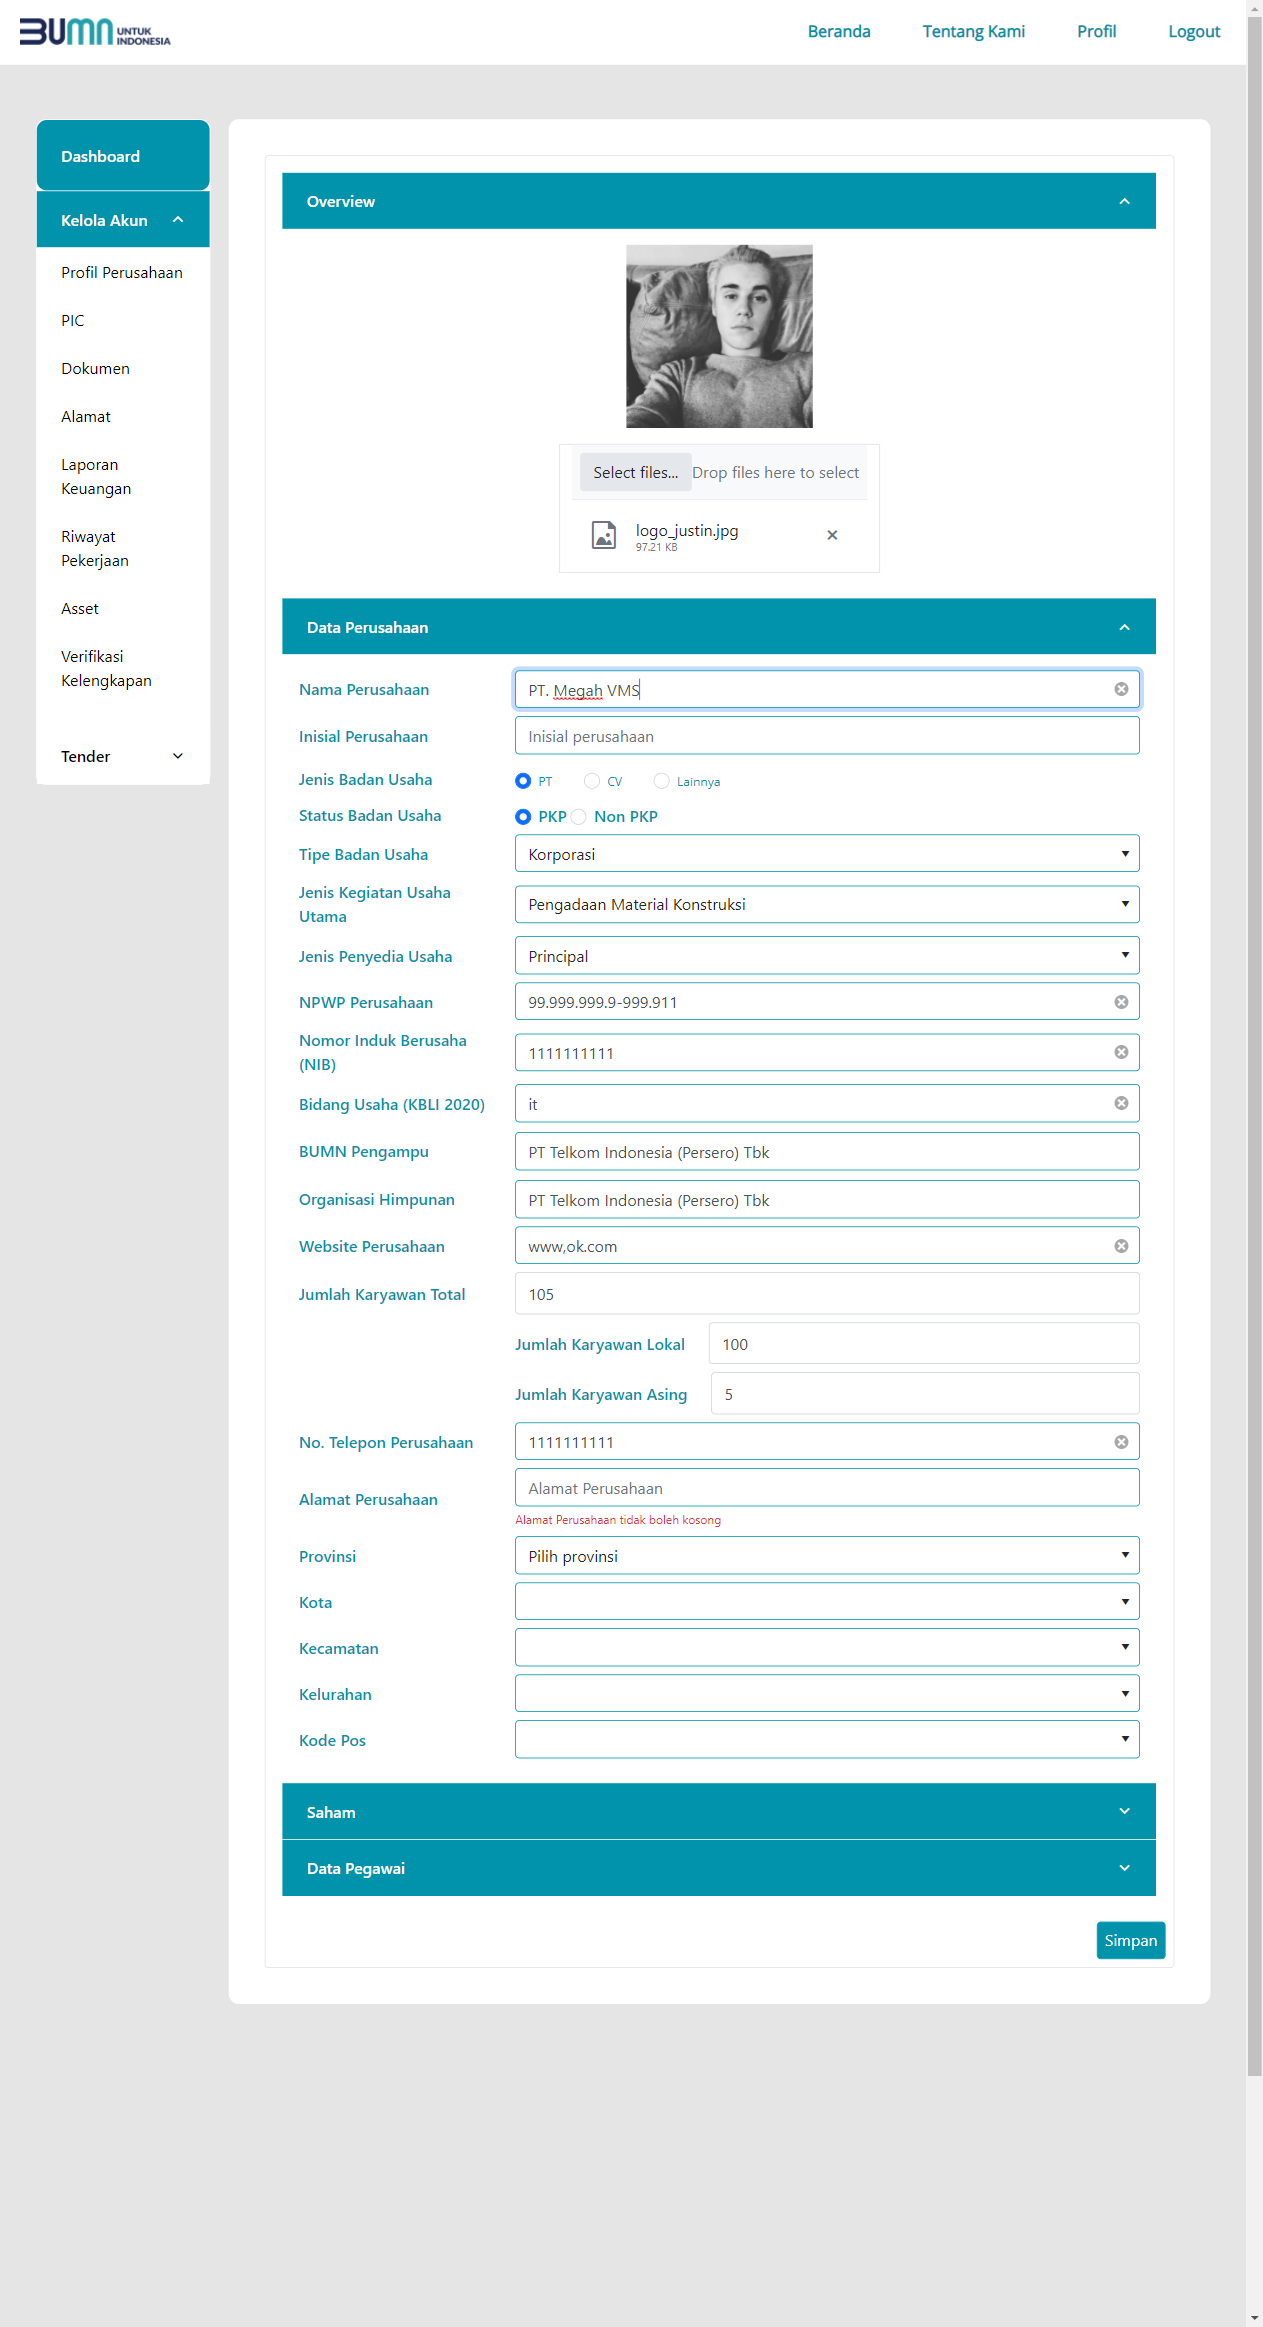 BUMN UNTUK
INDONESIA
Beranda Tentang Kami Profil Logout
Dashboard
Kelola Akun
Profil Perusahaan
PIC
Dokumen
Alamat
Laporan
Keuangan
Riwayat
Pekerjaan
Asset
Verifikasi
Kelengkapan
Tender
Overview
Select files... Drop files here to select
logo_justin.jpg
97.21 KB
Data Perusahaan
Nama Perusahaan PT. Megah VMS
Inisial Perusahaan Inisial perusahaan
Jenis Badan Usaha PT CV Lainnya
Status Badan Usaha PKP Non PKP
Tipe Badan Usaha Korporasi
Jenis Kegiatan Usaha
Utama
Pengadaan Material Konstruksi
Jenis Penyedia Usaha Principal
NPWP Perusahaan 99.999.999.9-999.911
Nomor Induk Berusaha
(NIB)
1111111111
Bidang Usaha (KBLI 2020) it
BUMN Pengampu PT Telkom Indonesia (Persero) Tbk
Organisasi Himpunan PT Telkom Indonesia (Persero) Tbk
Website Perusahaan www,ok.com
Jumlah Karyawan Total 105
Jumlah Karyawan Lokal 100
Jumlah Karyawan Asing 5
No. Telepon Perusahaan 1111111111
Alamat Perusahaan Alamat Perusahaan
Alamat Perusahaan tidak boleh kosong
Provinsi Pilih provinsi
Kota
Kecamatan
Kelurahan
Kode Pos
Saham
Data Pegawai
Simpan